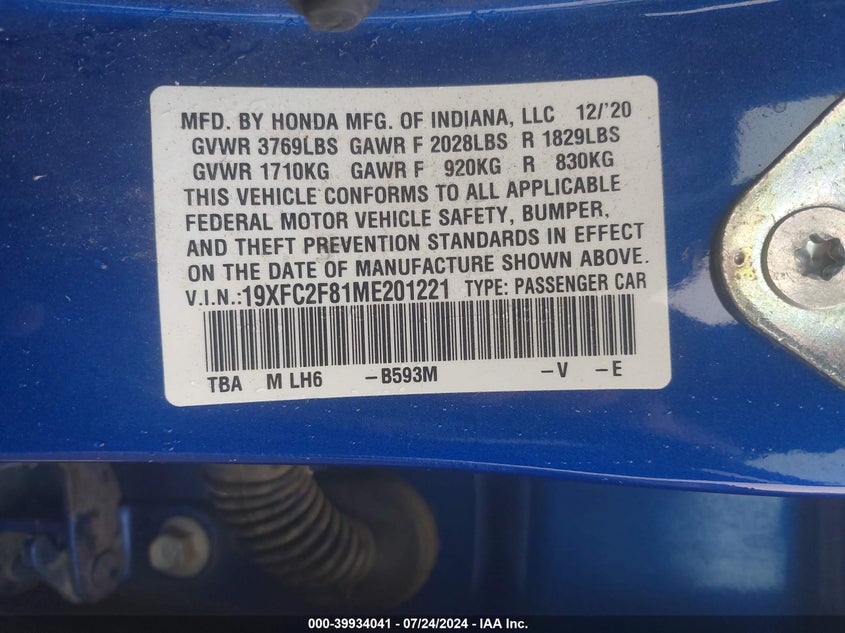 MFD. BY HONDA MFG. OF INDIANA, LLC 12/'20
GVWR 3769LBS GAWR F 2028LBS R 1829LBS
GVWR 1710KG GAWR F 920KG R 830KG
THIS VEHICLE CONFORMS TO ALL APPLICABLE
FEDERAL MOTOR VEHICLE SAFETY, BUMPER,
AND THEFT PREVENTION STANDARDS IN EFFECT
ON THE DATE OF MANUFACTURE SHOWN ABOVE.
V.I.N.:19XFC2F81ME201221 TYPE: PASSENGER CAR
TBA M LH6 -B593M -V -E
000-39934041 / 07/24/2024 - IAA Inc.